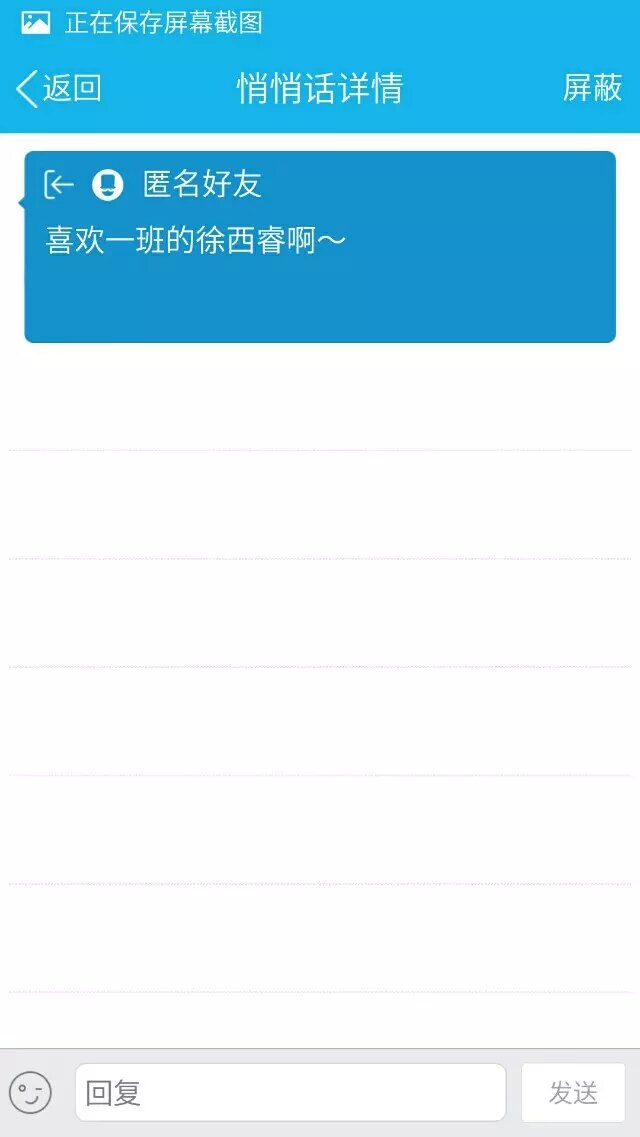 正在保存屏幕截图
返回 悄悄话详情 屏蔽
匿名好友
喜欢一班的徐西睿啊～
回复 发送